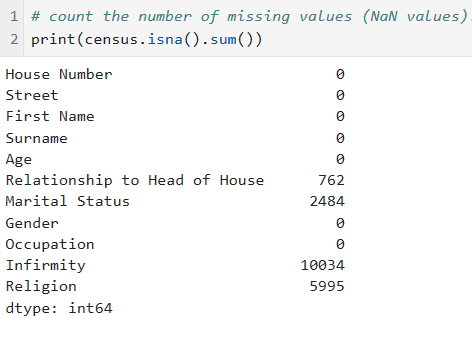 1 # count the number of missing values (NaN values)
2 print(census.isna().sum())
House Number 0
Street 0
First Name 0
Surname 0
Age 0
Relationship to Head of House 762
Marital Status 2484
Gender 0
Occupation 0
Infirmity 10034
Religion 5995
dtype: int64